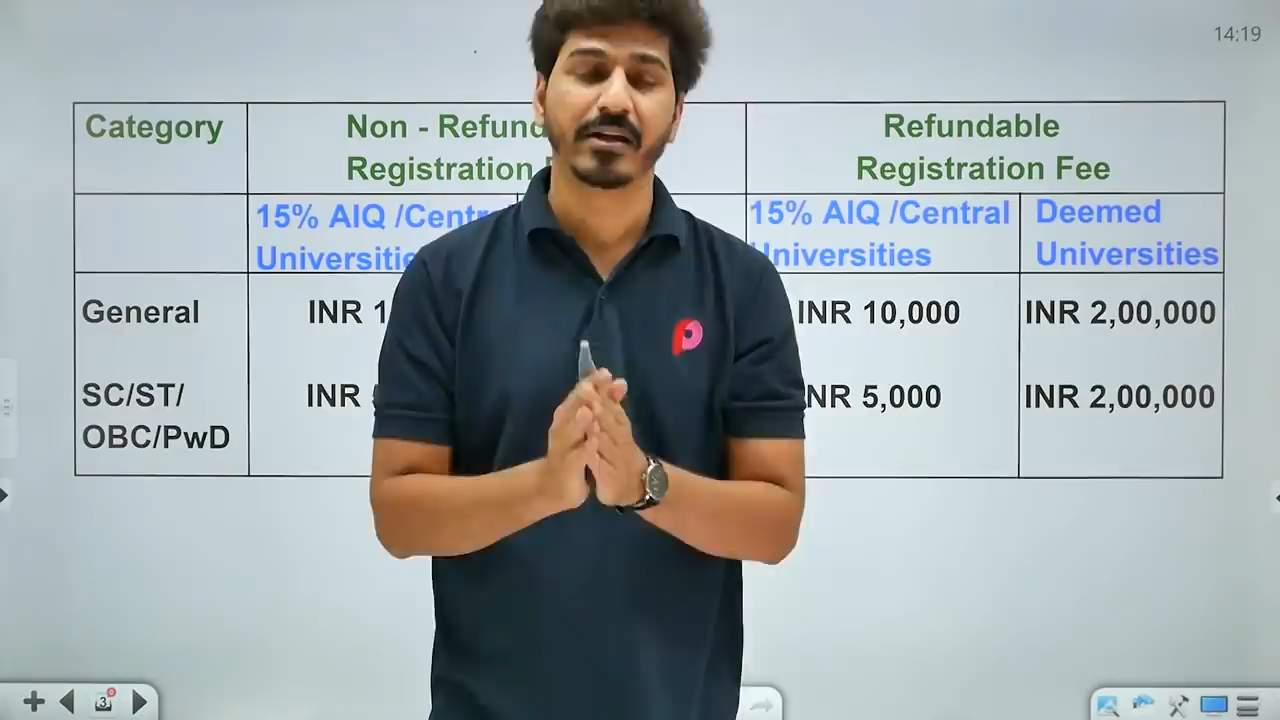 14:19
Category
Non - Refund
Registration
Refundable
Registration Fee
15% AIQ /Centr
Universitie
15% AIQ /Central
Universities
Deemed
Universities
General
INR 1
INR 10,000
INR 2,00,000
SC/ST/
OBC/PwD
INR
NR 5,000
INR 2,00,000
3